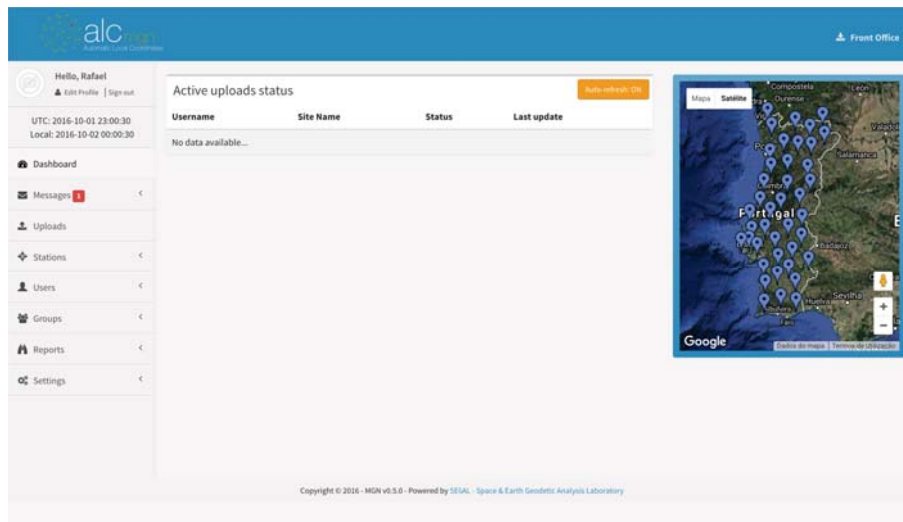 alc mgn
Automatic Local Coordinates
Front Office
Hello, Rafael
Edit Profile | Sign out
UTC: 2016-10-01 23:00:30
Local: 2016-10-02 00:00:30
Dashboard
Messages 1
Uploads
Stations
Users
Groups
Reports
Settings
Active uploads status
Auto-refresh: ON
Username Site Name Status Last update
No data available...
Mapa Satélite
Compostela
León
Ourense
Salamanca
Portugal
Badajoz
Sevilha
Huelva
Google
Dados do mapa Termos de Utilização
+
−
Copyright © 2016 - MGN v0.5.0 - Powered by SEGAL - Space & Earth Geodetic Analysis Laboratory